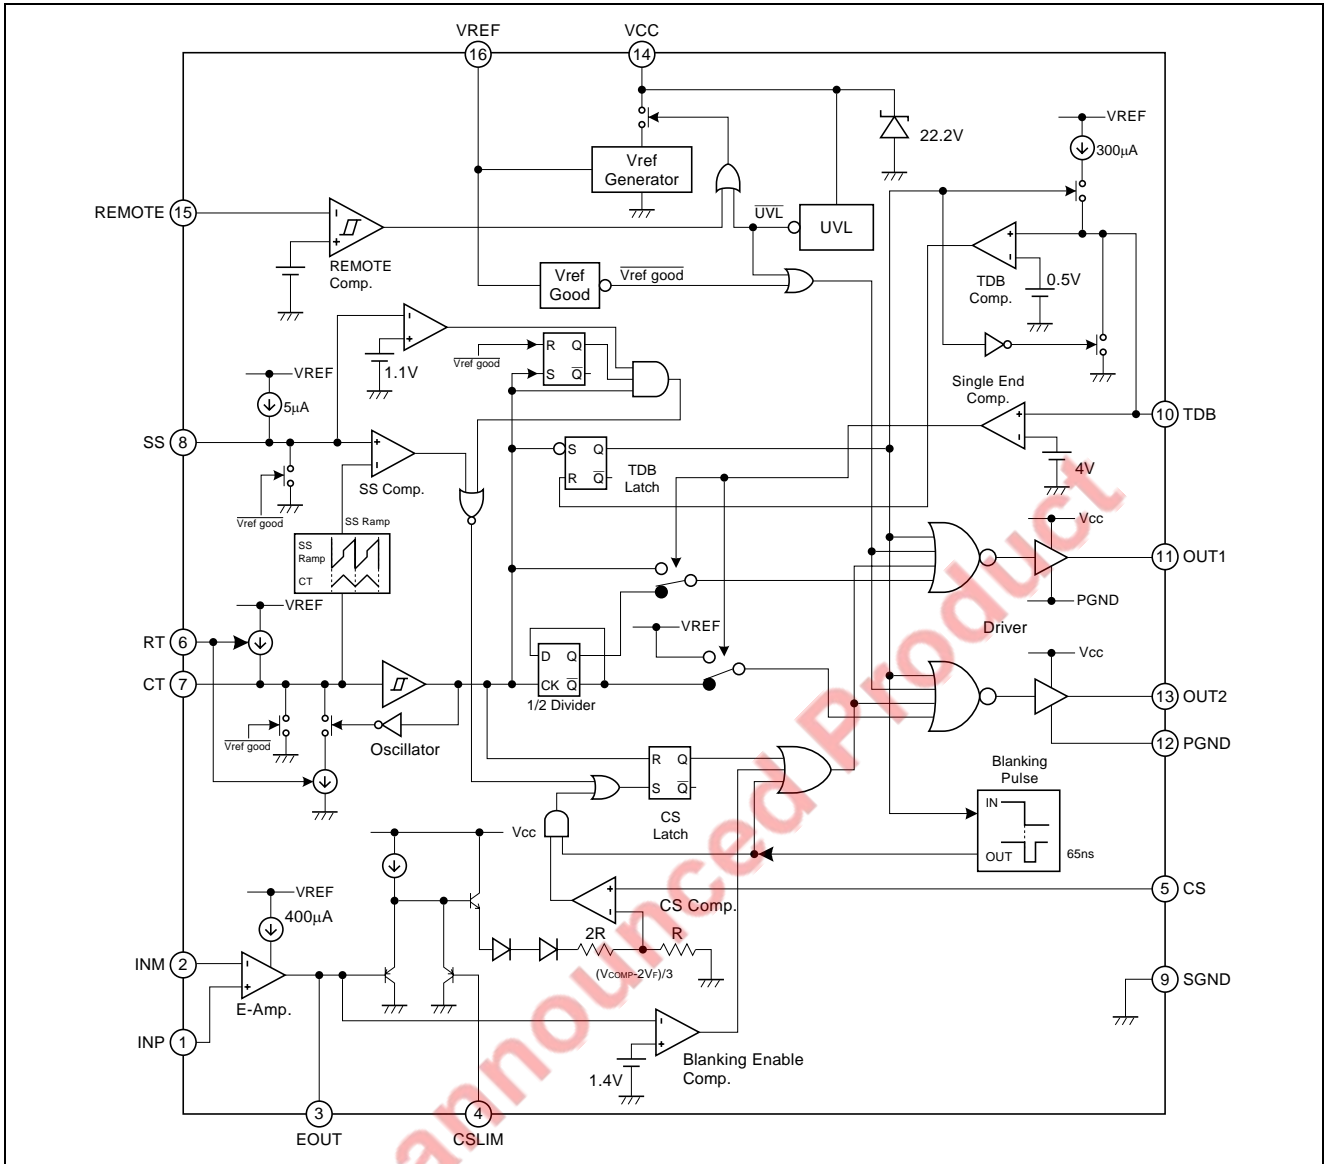 VREF
VCC
16
14
VREF
300μA
22.2V
Vref
Generator
REMOTE
15
UVL
UVL
REMOTE
Comp.
Vref
Good
Vref good
TDB
Comp.
0.5V
1.1V
Vref good
R Q
S Q
VREF
5μA
Single End
Comp.
SS
8
10
TDB
S Q
R Q
TDB
Latch
4V
SS Comp.
Vref good
SS Ramp
SS
Ramp
CT
Vcc
11
OUT1
PGND
Driver
VREF
VREF
RT
6
CT
7
D Q
CK Q
1/2 Divider
Vcc
13
OUT2
12
PGND
Vref good
Oscillator
R Q
S Q
CS
Latch
Blanking
Pulse
IN
OUT
65ns
Vcc
5
CS
CS Comp.
VREF
400μA
2R
R
(VCOMP-2VF)/3
INM
2
E-Amp.
9
SGND
INP
1
1.4V
Blanking Enable
Comp.
3
4
EOUT
CSLIM
announced Product